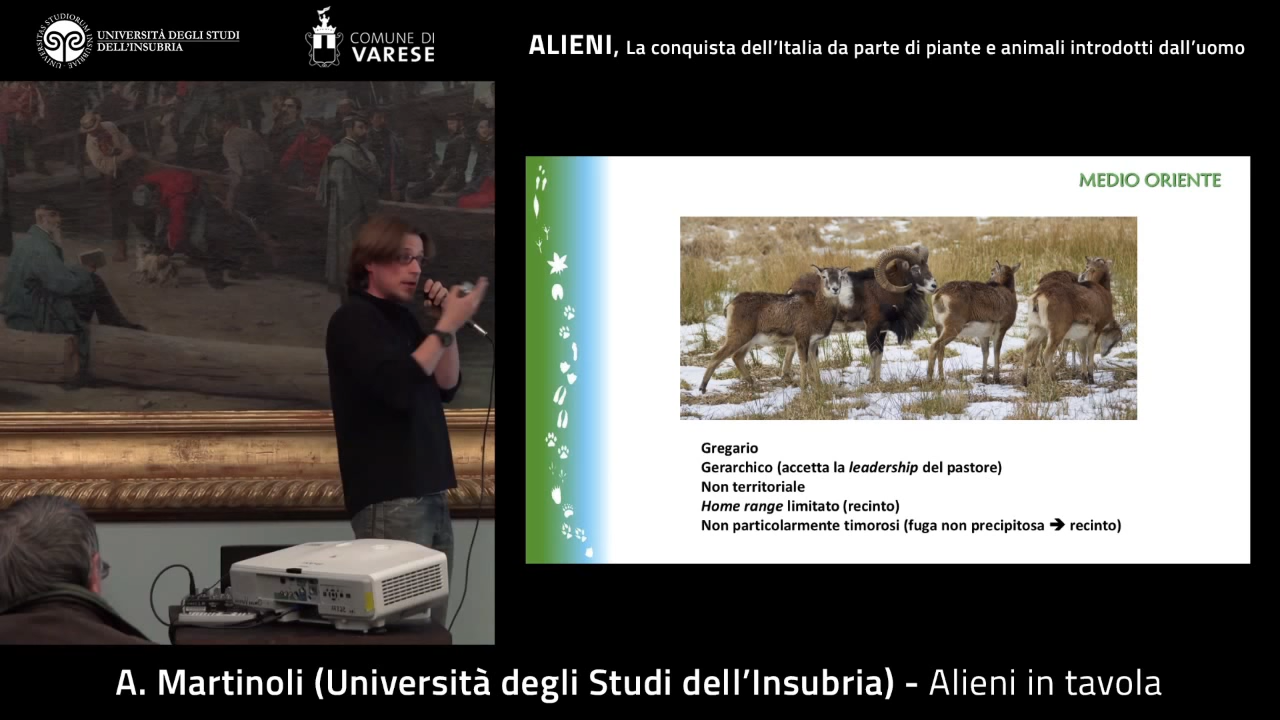 UNIVERSITÀ DEGLI STUDI
DELL'INSUBRIA
COMUNE DI
VARESE
ALIENI, La conquista dell'Italia da parte di piante e animali introdotti dall'uomo
MEDIO ORIENTE
Gregario
Gerarchico (accetta la leadership del pastore)
Non territoriale
Home range limitato (recinto)
Non particolarmente timorosi (fuga non precipitosa ➔ recinto)
A. Martinoli (Università degli Studi dell'Insubria) - Alieni in tavola